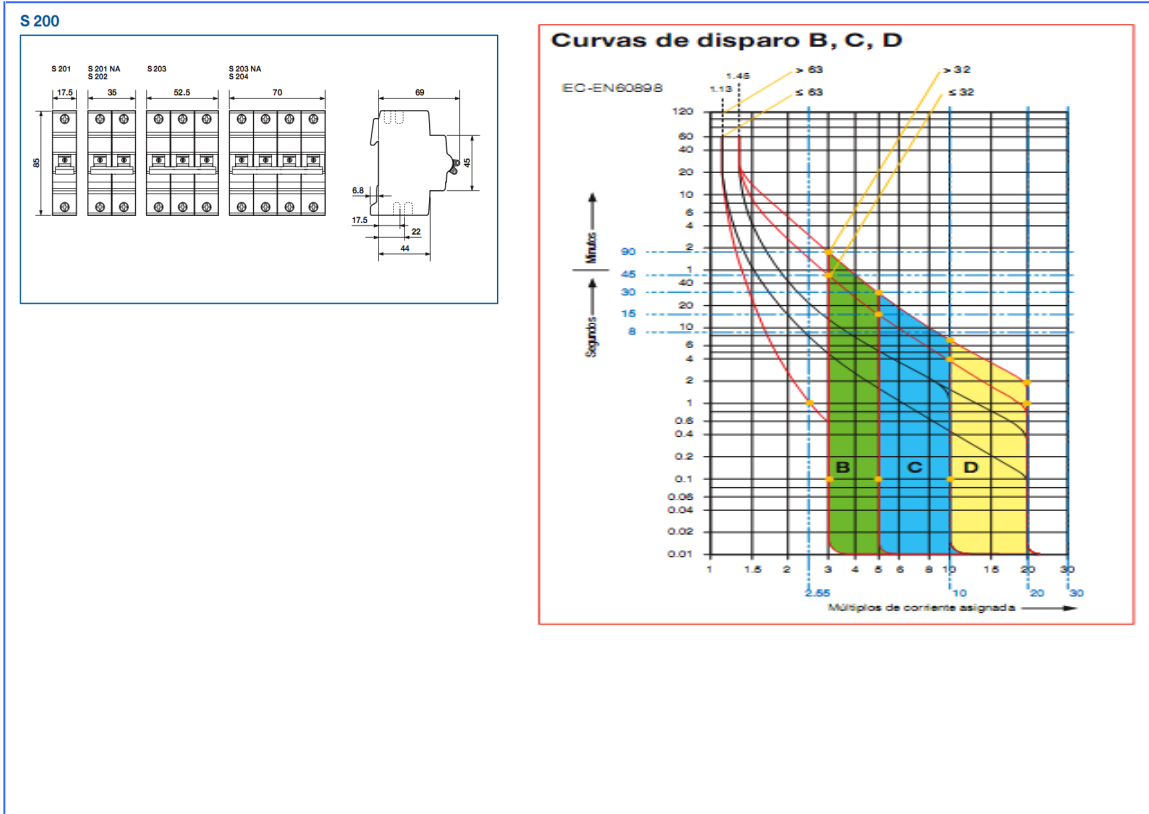 S 200
S 201
S 201 NA
S 202
S 203
S 203 NA
S 204
17.5
35
52.5
70
69
85
45
6.8
17.5
22
44
Curvas de disparo B, C, D
IEC-EN60898
1.45
1.13
> 63
≤ 63
> 32
≤ 32
120
60
40
20
10
6
4
2
1
40
20
10
6
4
2
1
0.6
0.4
0.2
0.1
0.06
0.04
0.02
0.01
90
45
30
15
8
Minutos
Segundos
B
C
D
1 1.5 2 3 4 5 6 8 10 15 20 30
2.55 10 20 30
Múltiplos de corriente asignada